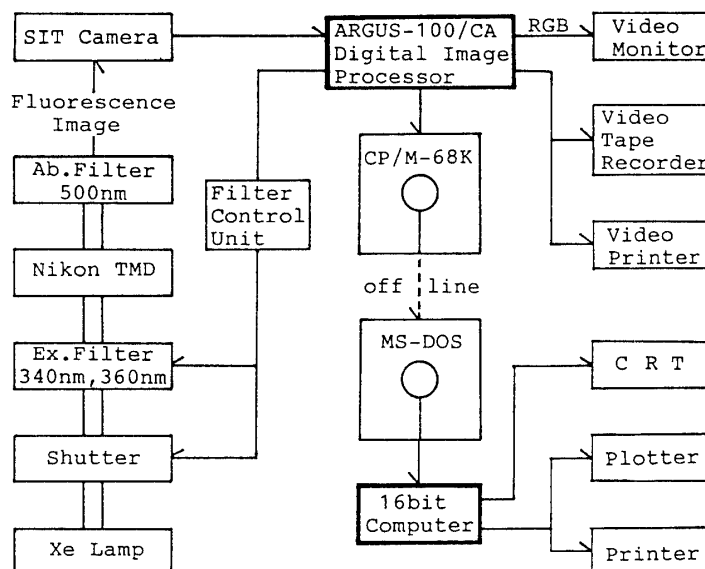 SIT Camera
ARGUS-100/CA
Digital Image
Processor
RGB
Video
Monitor
Fluorescence
Image
Video
Tape
Recorder
CP/M-68K
Ab.Filter
500nm
Filter
Control
Unit
Video
Printer
Nikon TMD
off line
MS-DOS
Ex.Filter
340nm,360nm
C R T
Shutter
Plotter
16bit
Computer
Xe Lamp
Printer